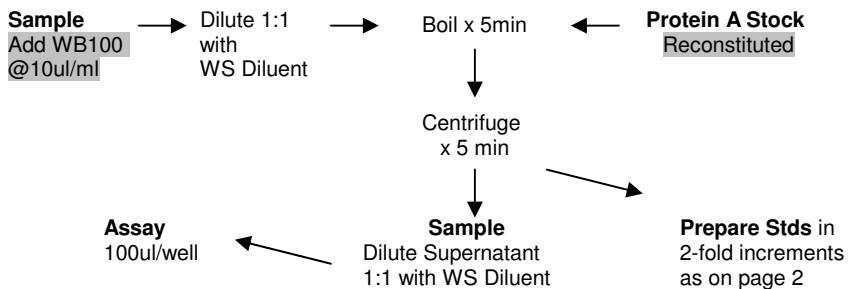 Sample
Add WB100
@10ul/ml
Dilute 1:1
with
WS Diluent
Boil x 5min
Protein A Stock
Reconstituted
Centrifuge
x 5 min
Assay
100ul/well
Sample
Dilute Supernatant
1:1 with WS Diluent
Prepare Stds in
2-fold increments
as on page 2